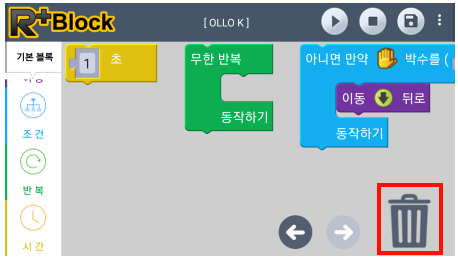 R+Block
[ OLLO K ]
기본 블록
조건
반복
시간
1 초
무한 반복
동작하기
아니면 만약 박수를 (
이동 뒤로
동작하기